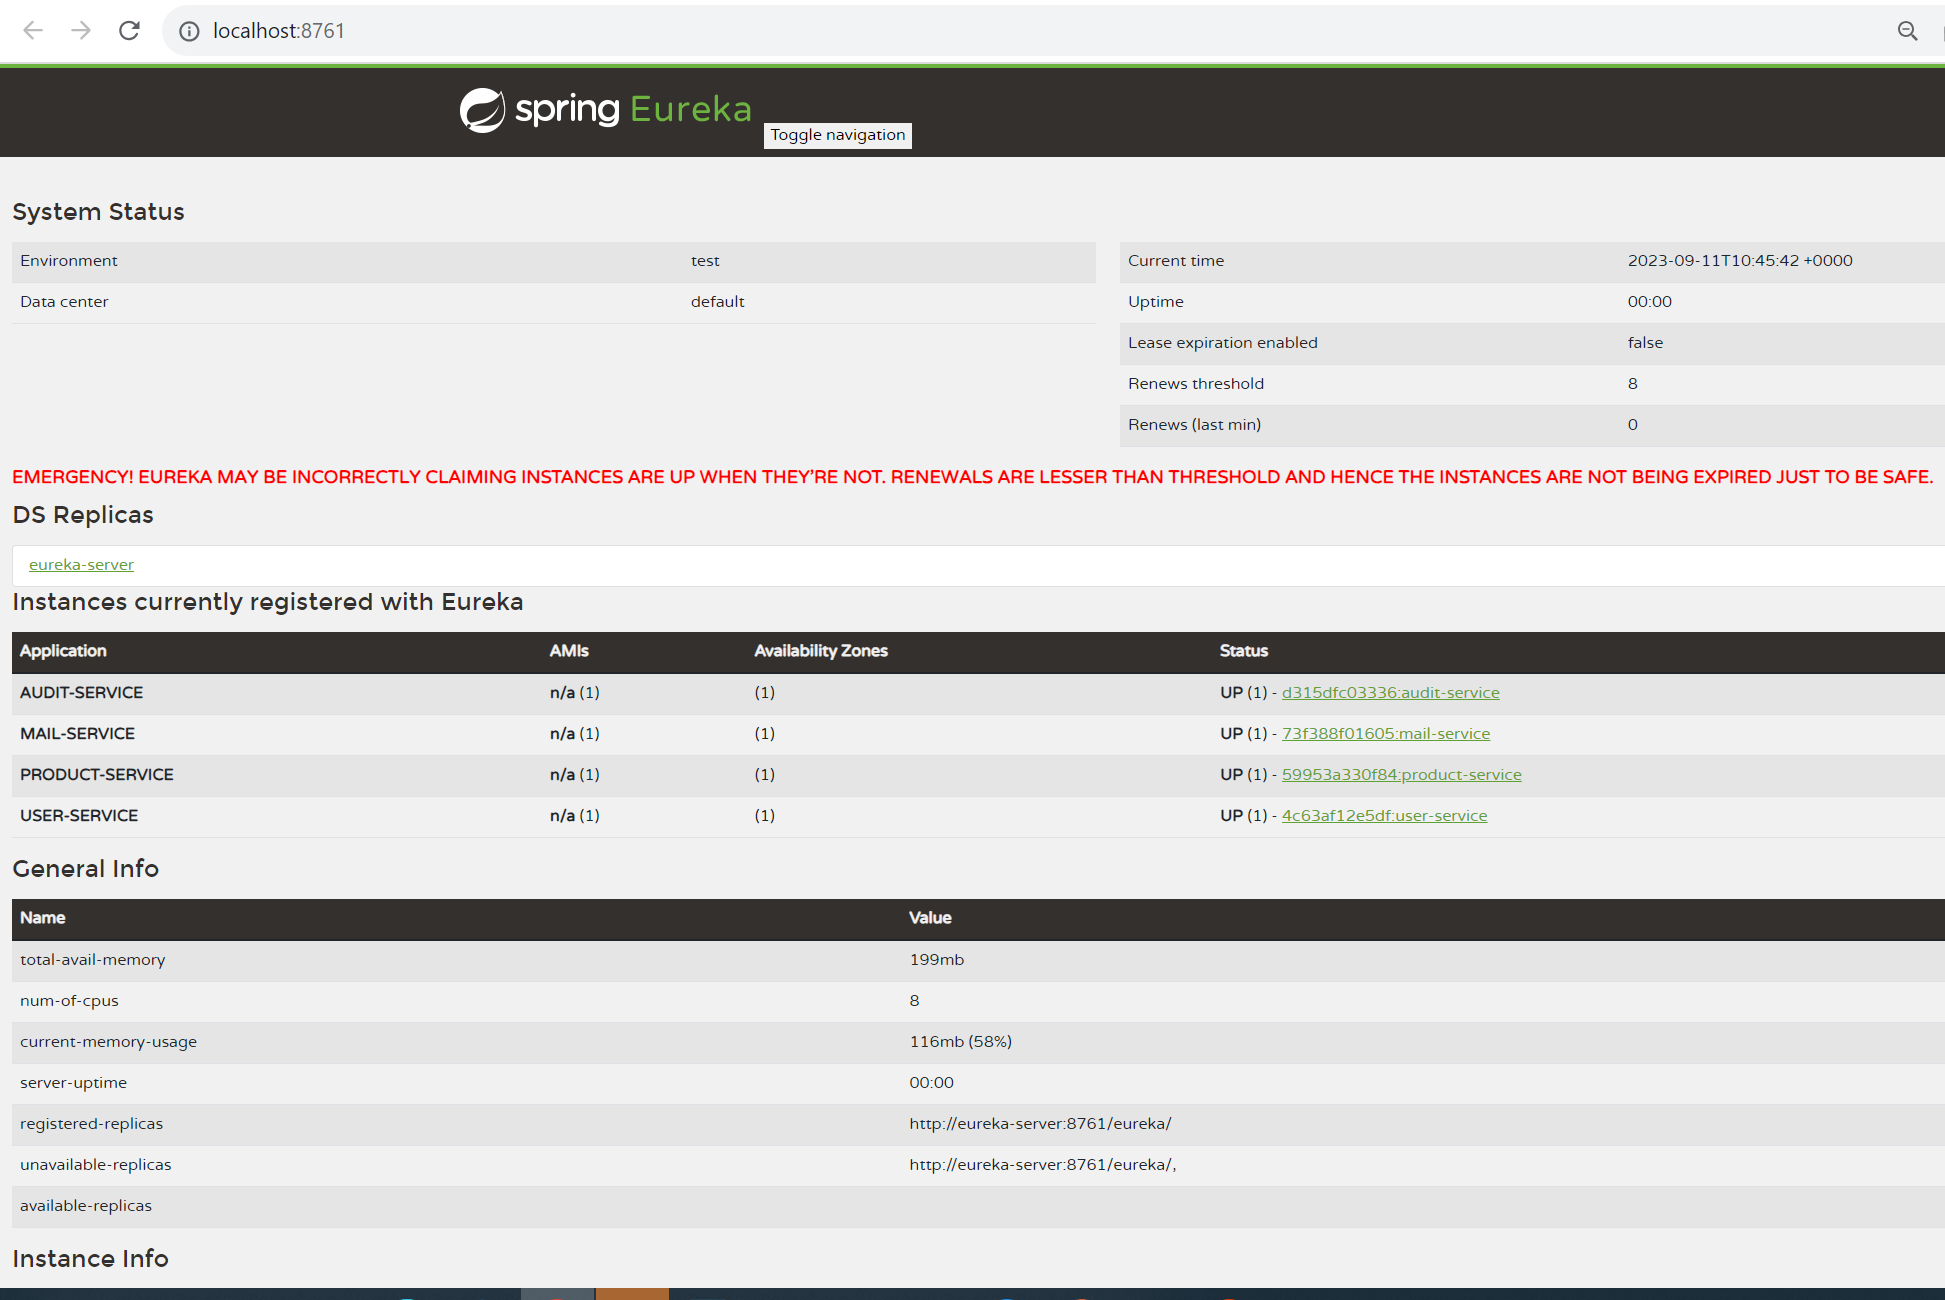 localhost:8761
spring Eureka
Toggle navigation
System Status
Environment test
Data center default
Current time 2023-09-11T10:45:42 +0000
Uptime 00:00
Lease expiration enabled false
Renews threshold 8
Renews (last min) 0
EMERGENCY! EUREKA MAY BE INCORRECTLY CLAIMING INSTANCES ARE UP WHEN THEY'RE NOT. RENEWALS ARE LESSER THAN THRESHOLD AND HENCE THE INSTANCES ARE NOT BEING EXPIRED JUST TO BE SAFE.
DS Replicas
eureka-server
Instances currently registered with Eureka
Application AMIs Availability Zones Status
AUDIT-SERVICE n/a (1) (1) UP (1) - d315dfc03336:audit-service
MAIL-SERVICE n/a (1) (1) UP (1) - 73f388f01605:mail-service
PRODUCT-SERVICE n/a (1) (1) UP (1) - 59953a330f84:product-service
USER-SERVICE n/a (1) (1) UP (1) - 4c63af12e5df:user-service
General Info
Name Value
total-avail-memory 199mb
num-of-cpus 8
current-memory-usage 116mb (58%)
server-uptime 00:00
registered-replicas http://eureka-server:8761/eureka/
unavailable-replicas http://eureka-server:8761/eureka/,
available-replicas
Instance Info